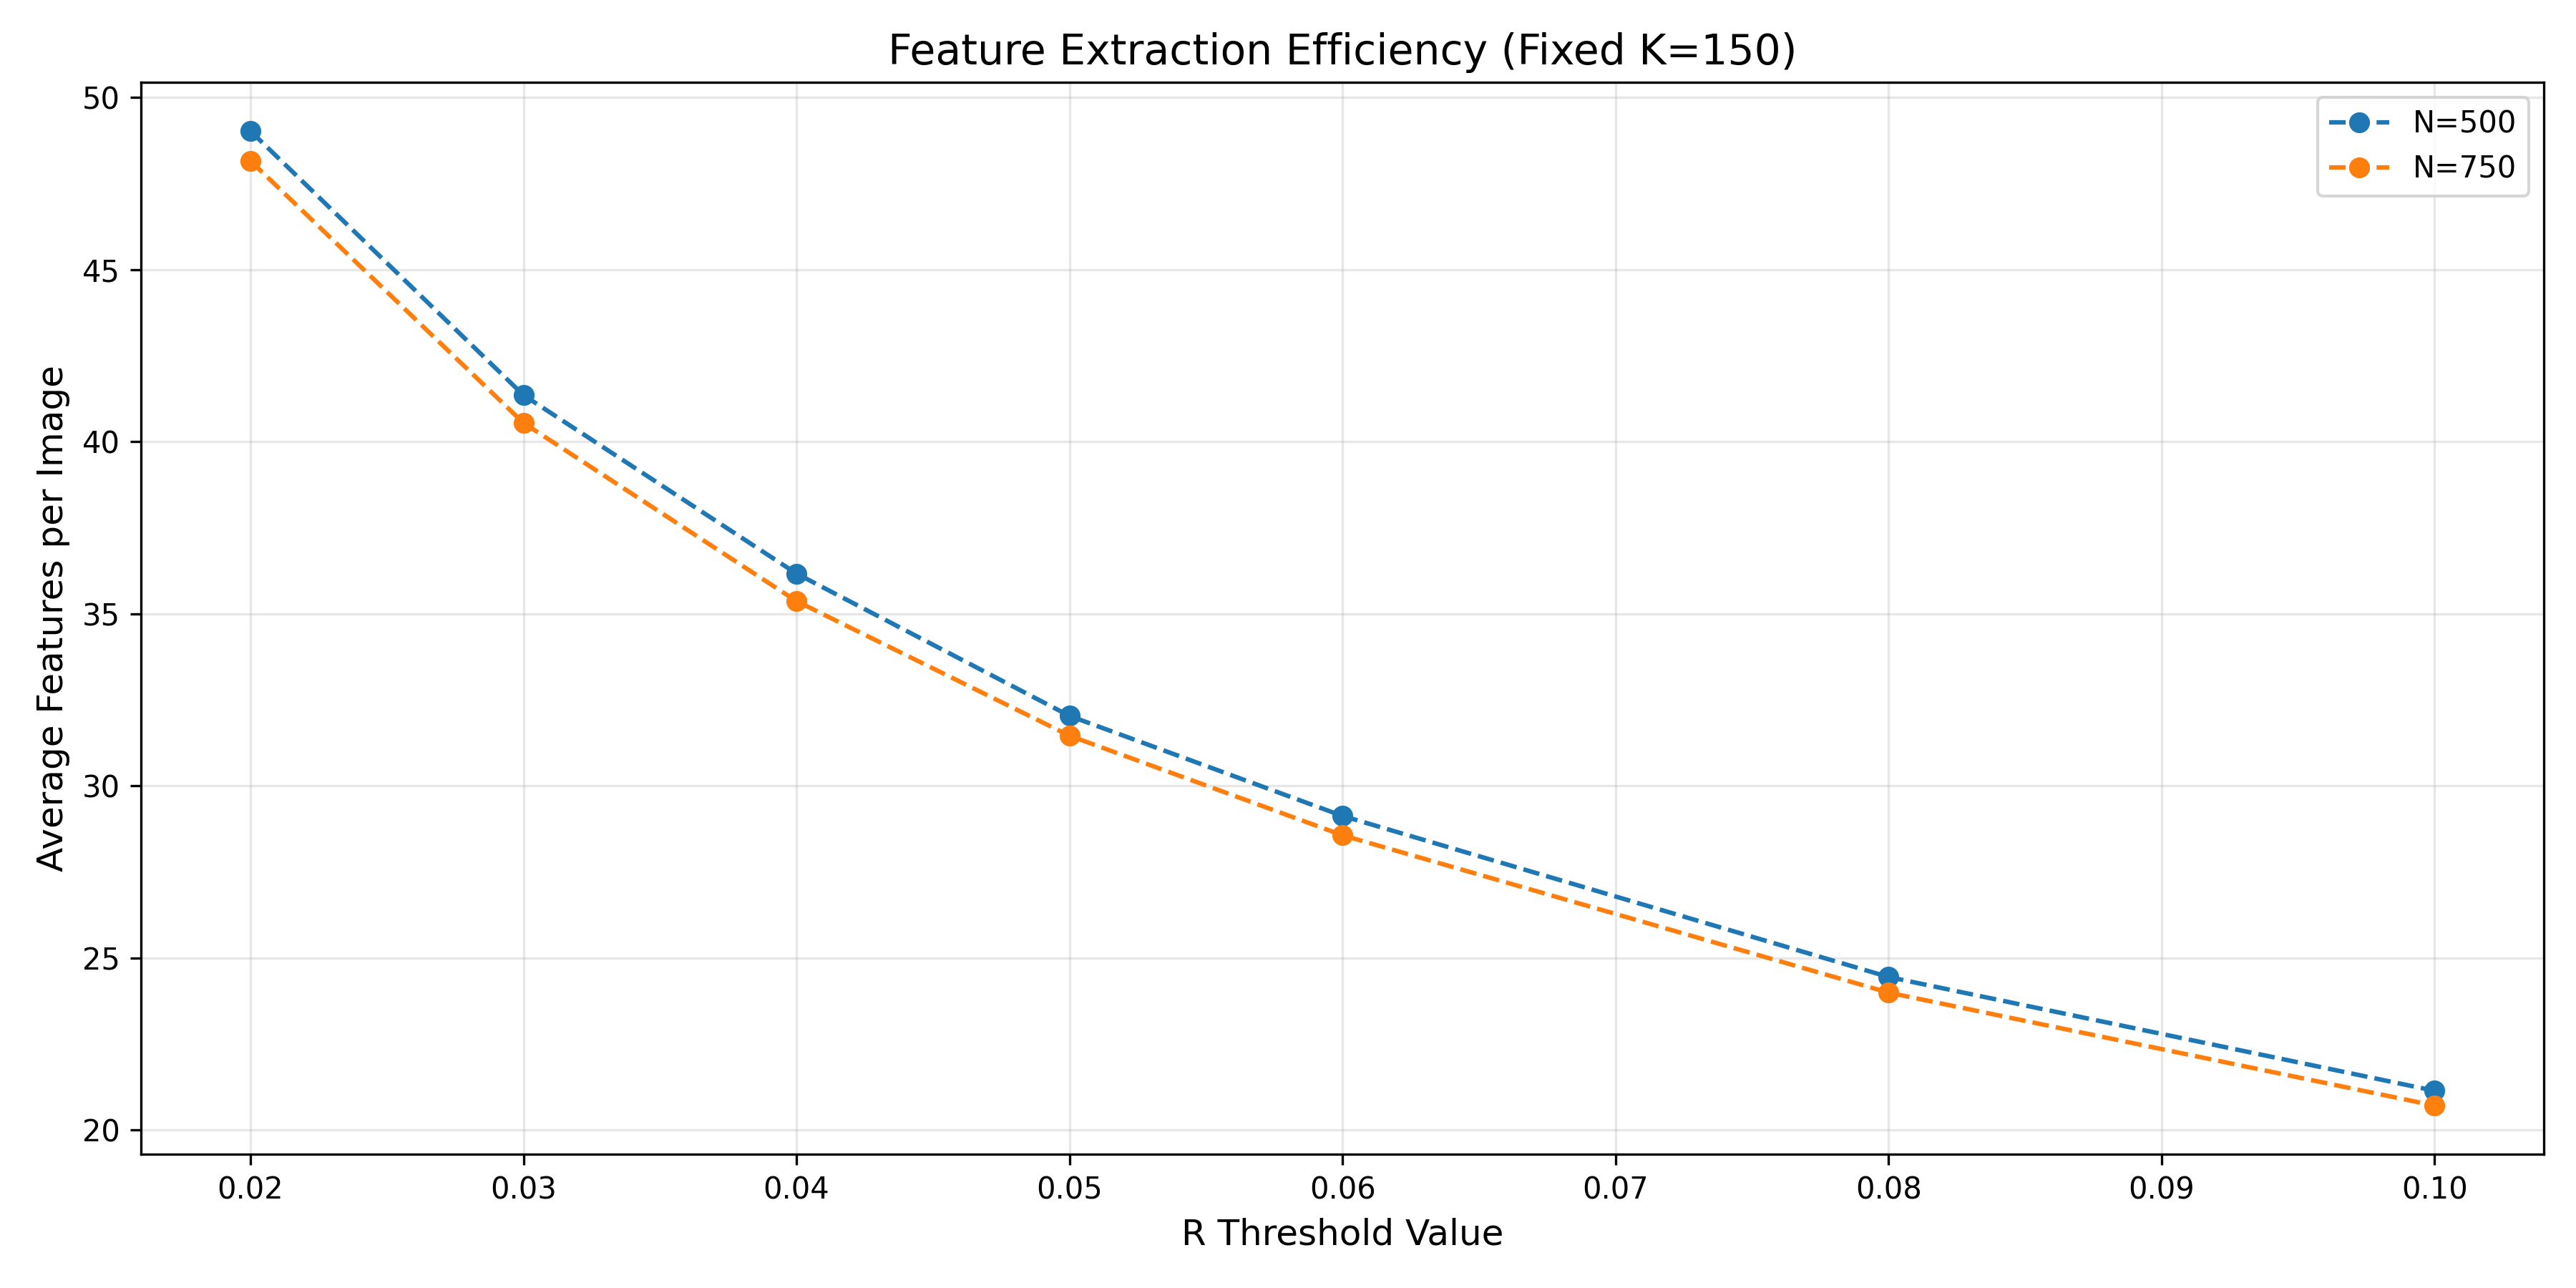 Feature Extraction Efficiency (Fixed K=150)
N=500
N=750
Average Features per Image
50
45
40
35
30
25
20
0.02 0.03 0.04 0.05 0.06 0.07 0.08 0.09 0.10
R Threshold Value